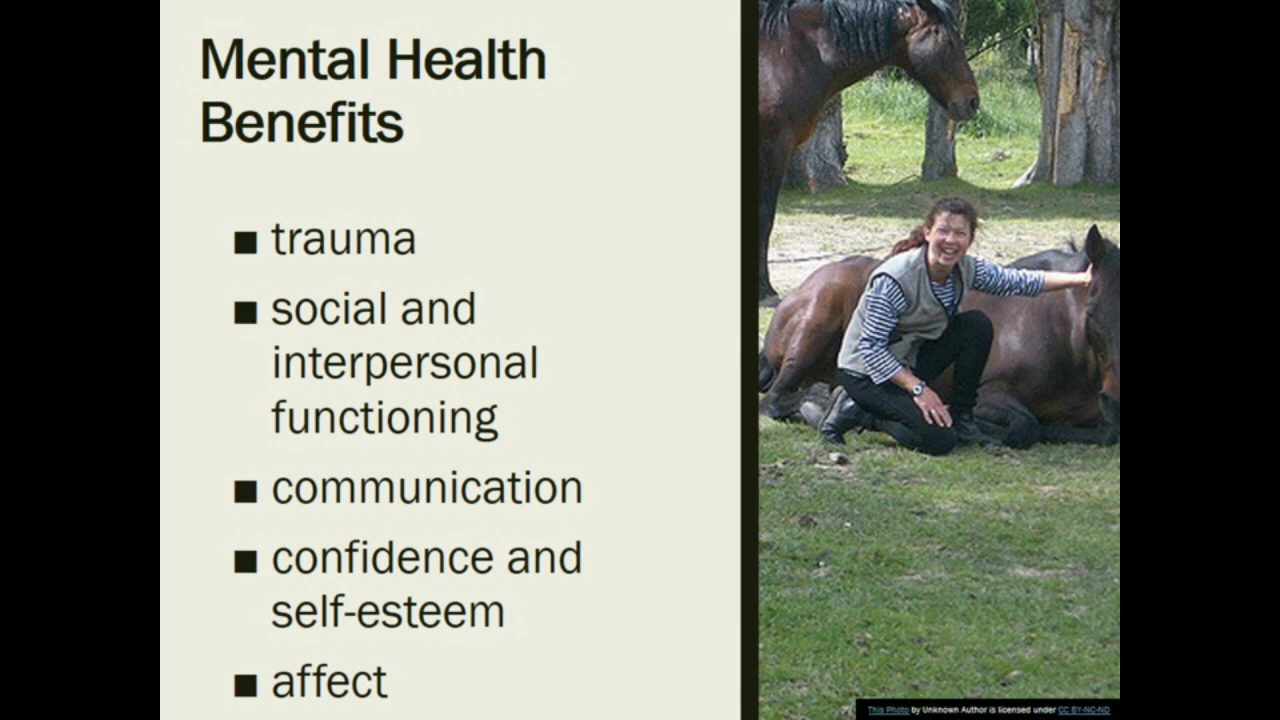 Mental Health
Benefits
■ trauma
■ social and
interpersonal
functioning
■ communication
■ confidence and
self-esteem
■ affect
This Photo by Unknown Author is licensed under CC BY-NC-ND